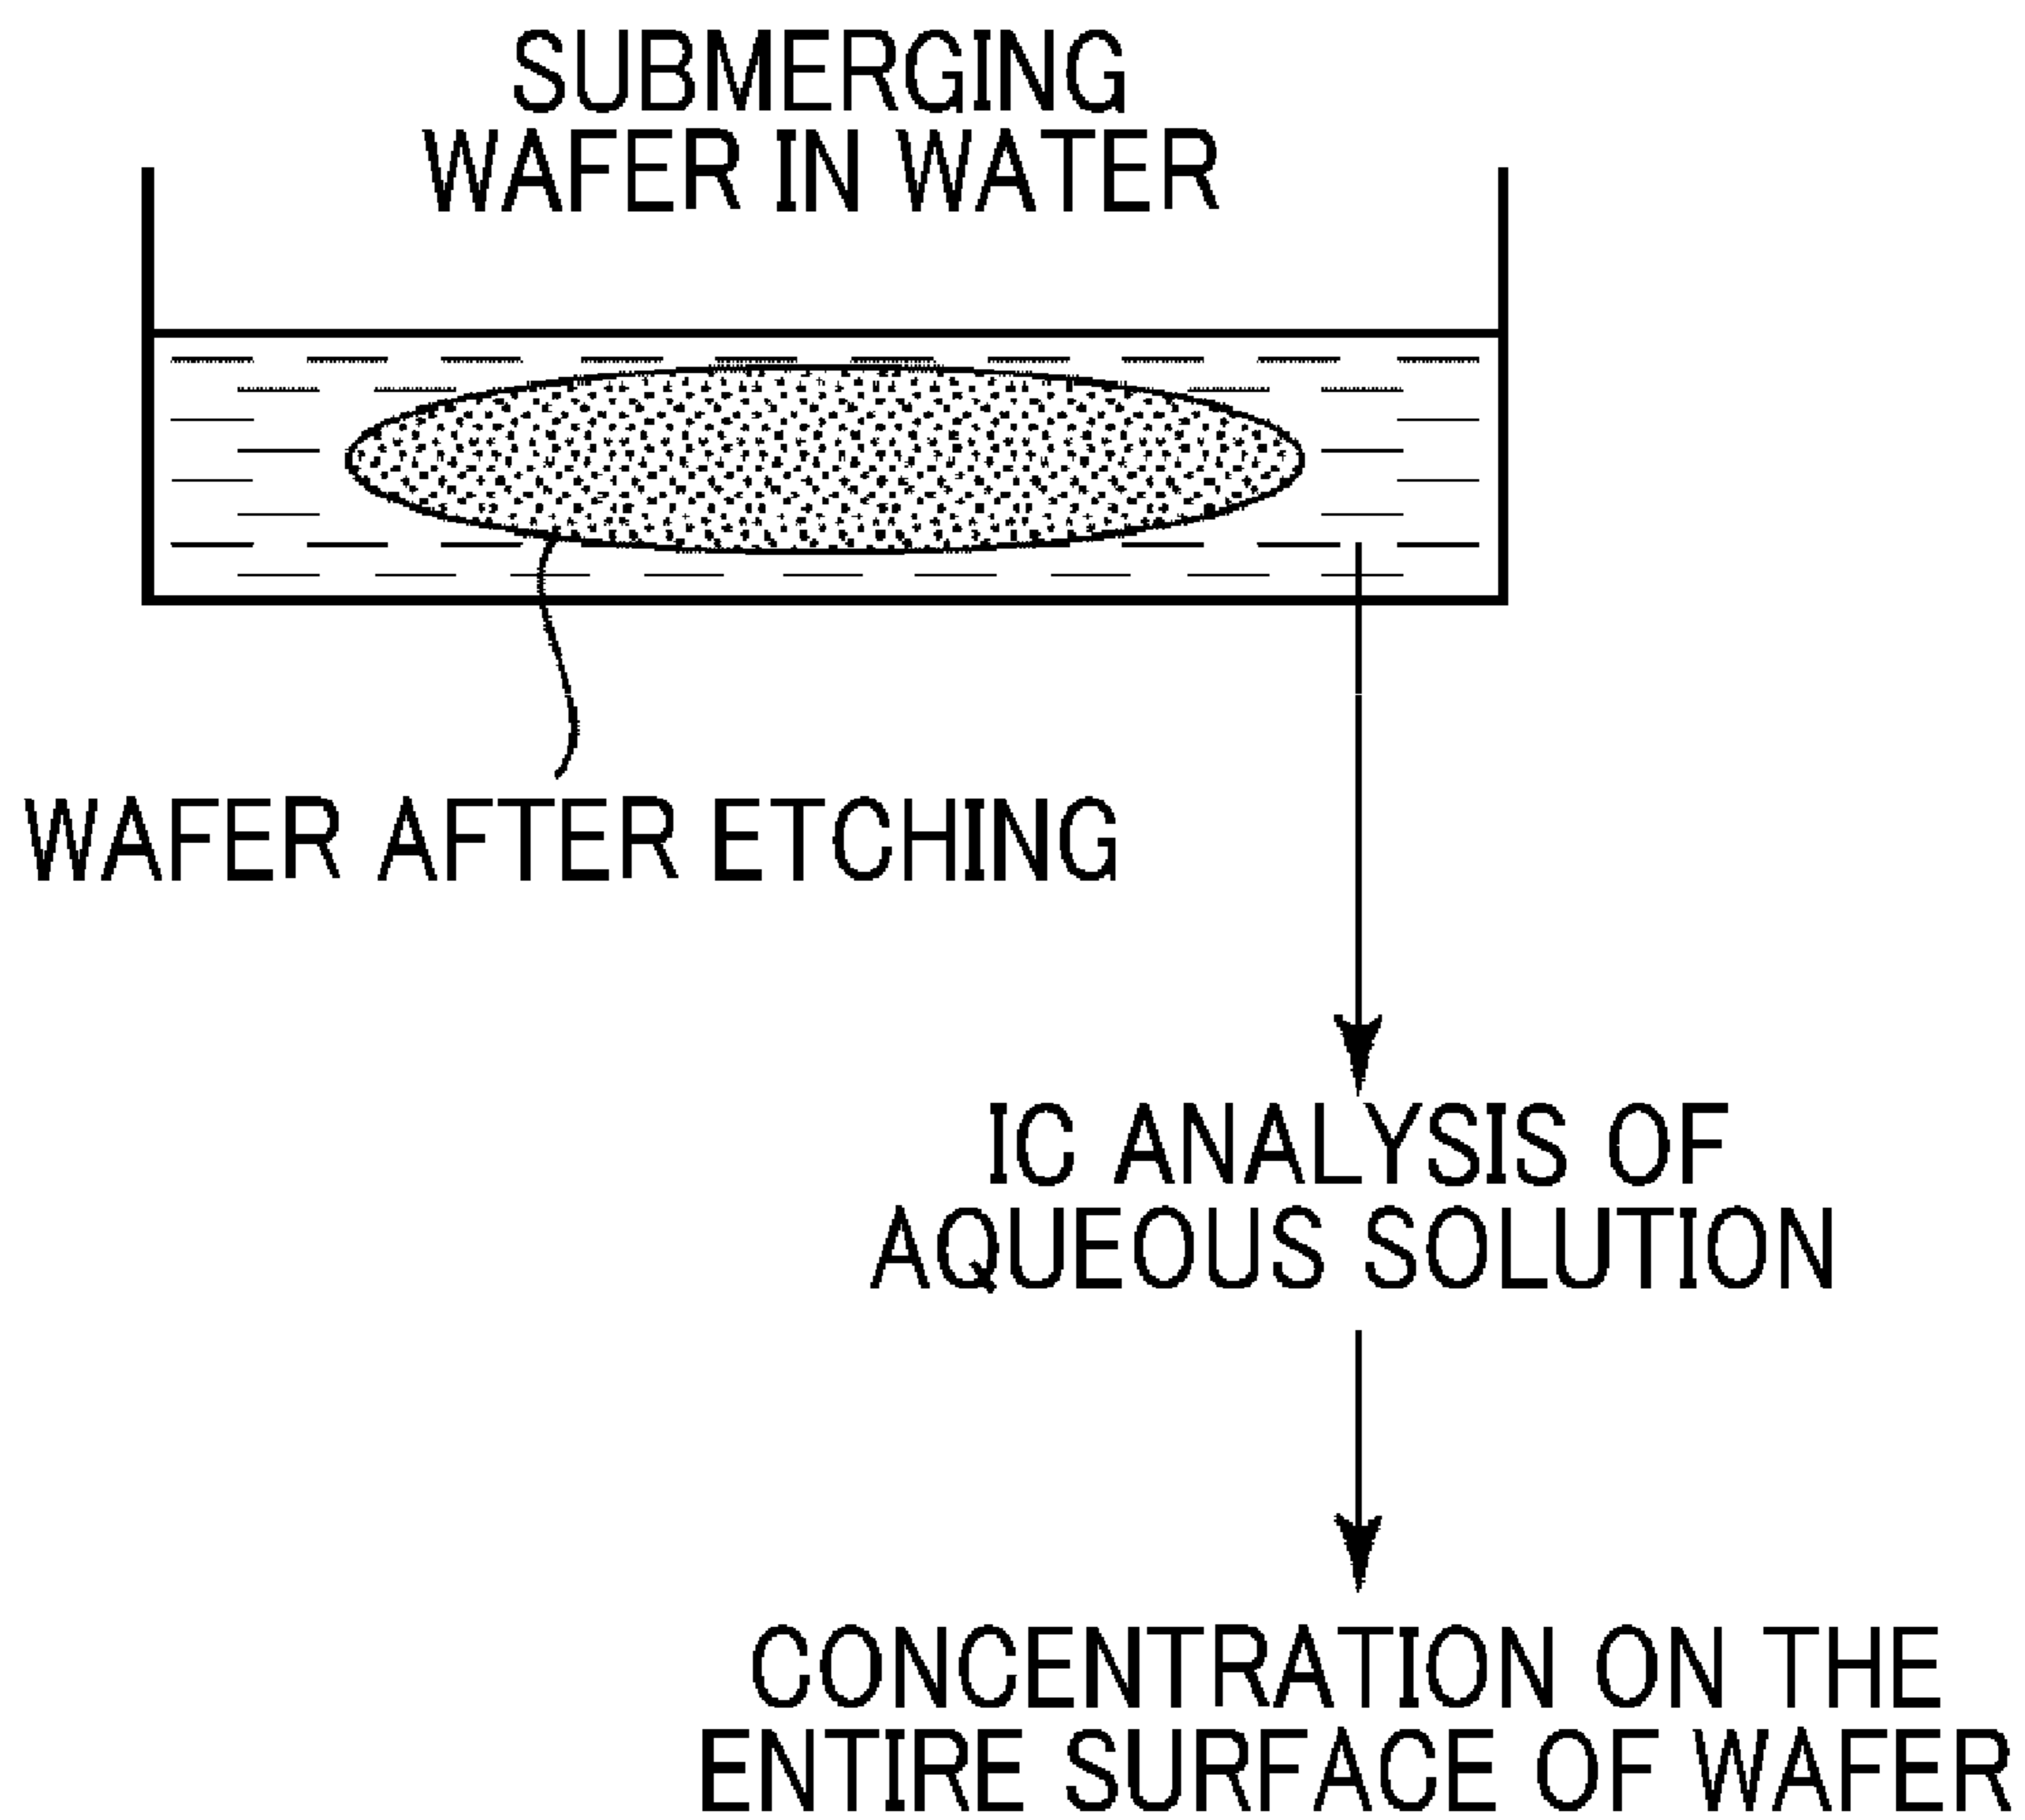 SUBMERGING
WAFER IN WATER
WAFER AFTER ETCHING
IC ANALYSIS OF
AQUEOUS SOLUTION
CONCENTRATION ON THE
ENTIRE SURFACE OF WAFER